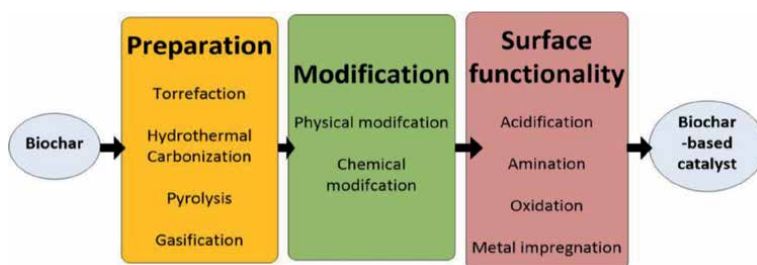 Biochar
Preparation
Torrefaction
Hydrothermal
Carbonization
Pyrolysis
Gasification
Modification
Physical modifcation
Chemical
modifcation
Surface
functionality
Acidification
Amination
Oxidation
Metal impregnation
Biochar
-based
catalyst